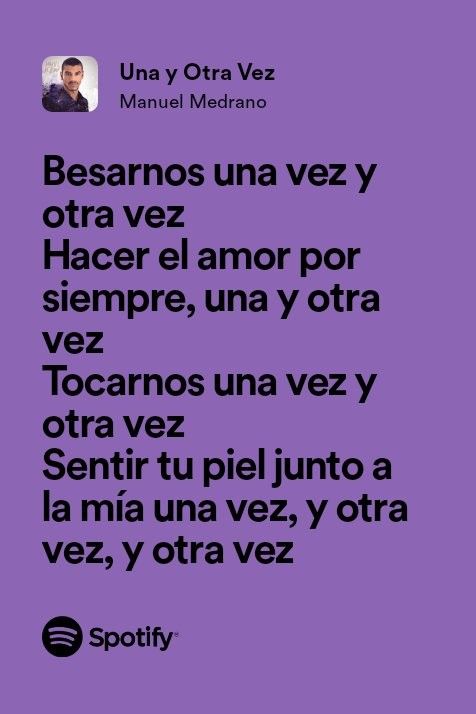 Una y Otra Vez
Manuel Medrano
Besarnos una vez y
otra vez
Hacer el amor por
siempre, una y otra
vez
Tocarnos una vez y
otra vez
Sentir tu piel junto a
la mía una vez, y otra
vez, y otra vez
Spotify®